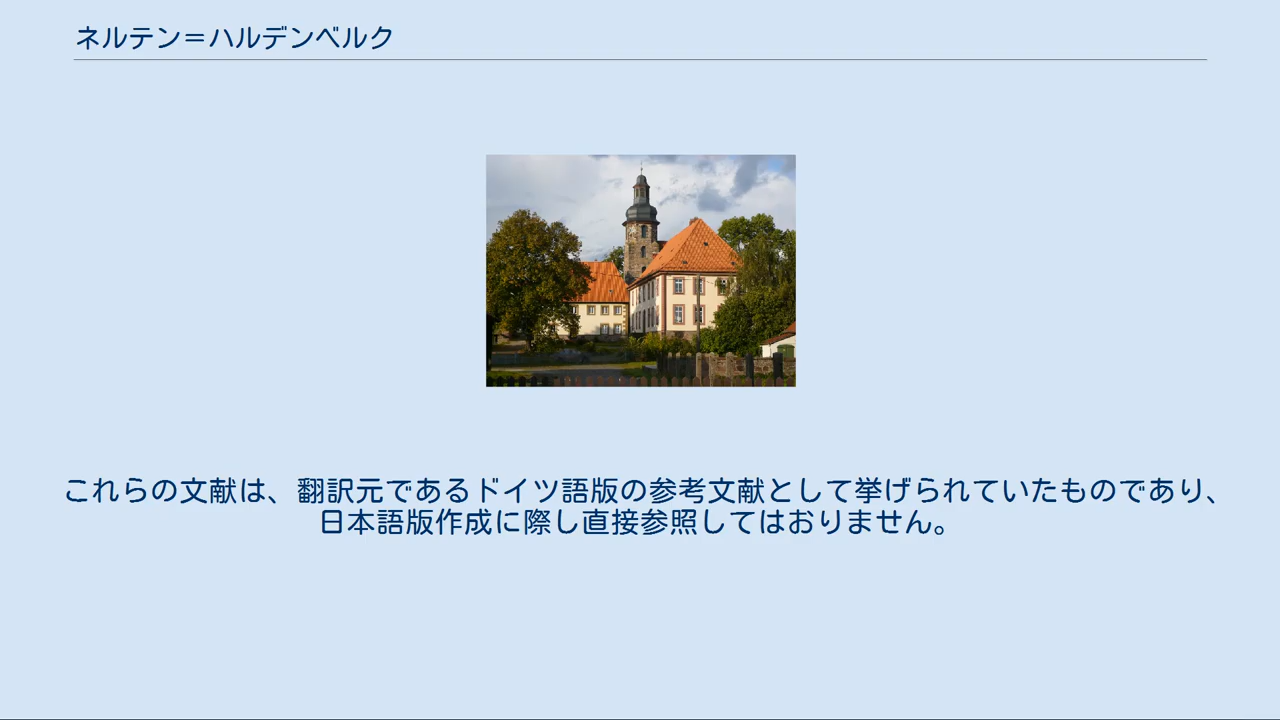 ネルテン＝ハルデンベルク
これらの文献は、翻訳元であるドイツ語版の参考文献として挙げられていたものであり、
日本語版作成に際し直接参照してはおりません。